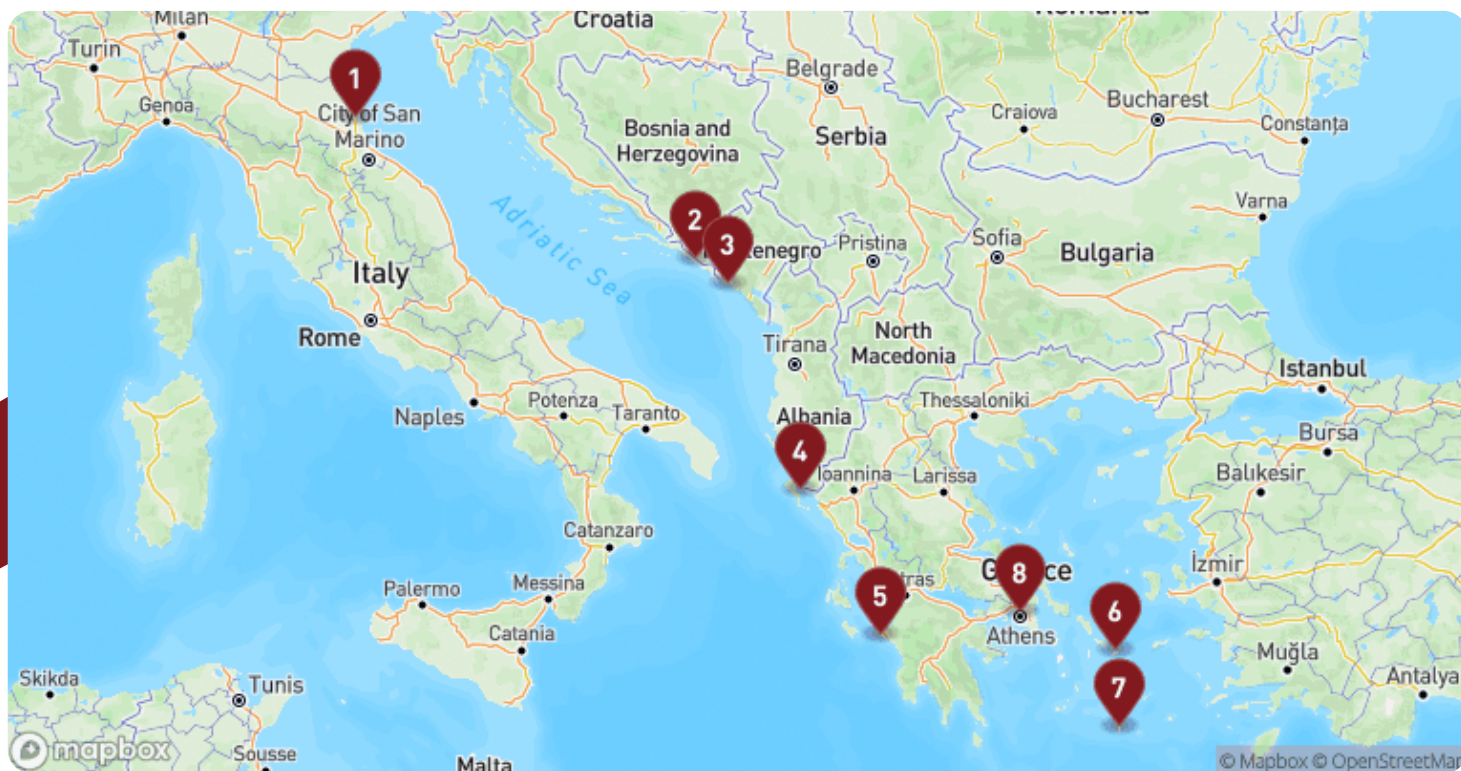 Croatia
Romania
Milan
Turin
1
Belgrade
Genoa
City of San
Marino
Bosnia and
Herzegovina
Serbia
Craiova
Bucharest
Constanța
Adriatic Sea
2
3
Montenegro
Pristina
Sofia
Bulgaria
Varna
Italy
Rome
Tirana
North
Macedonia
Istanbul
Naples
Potenza
Taranto
Albania
Thessaloniki
Bursa
4
Ioannina
Larissa
Balıkesir
Catanzaro
Palermo
Messina
5
8
İzmir
6
Athens
Catania
Skikda
Tunis
7
Muğla
Antalya
mapbox
Sousse
Malta
© Mapbox © OpenStreetMap